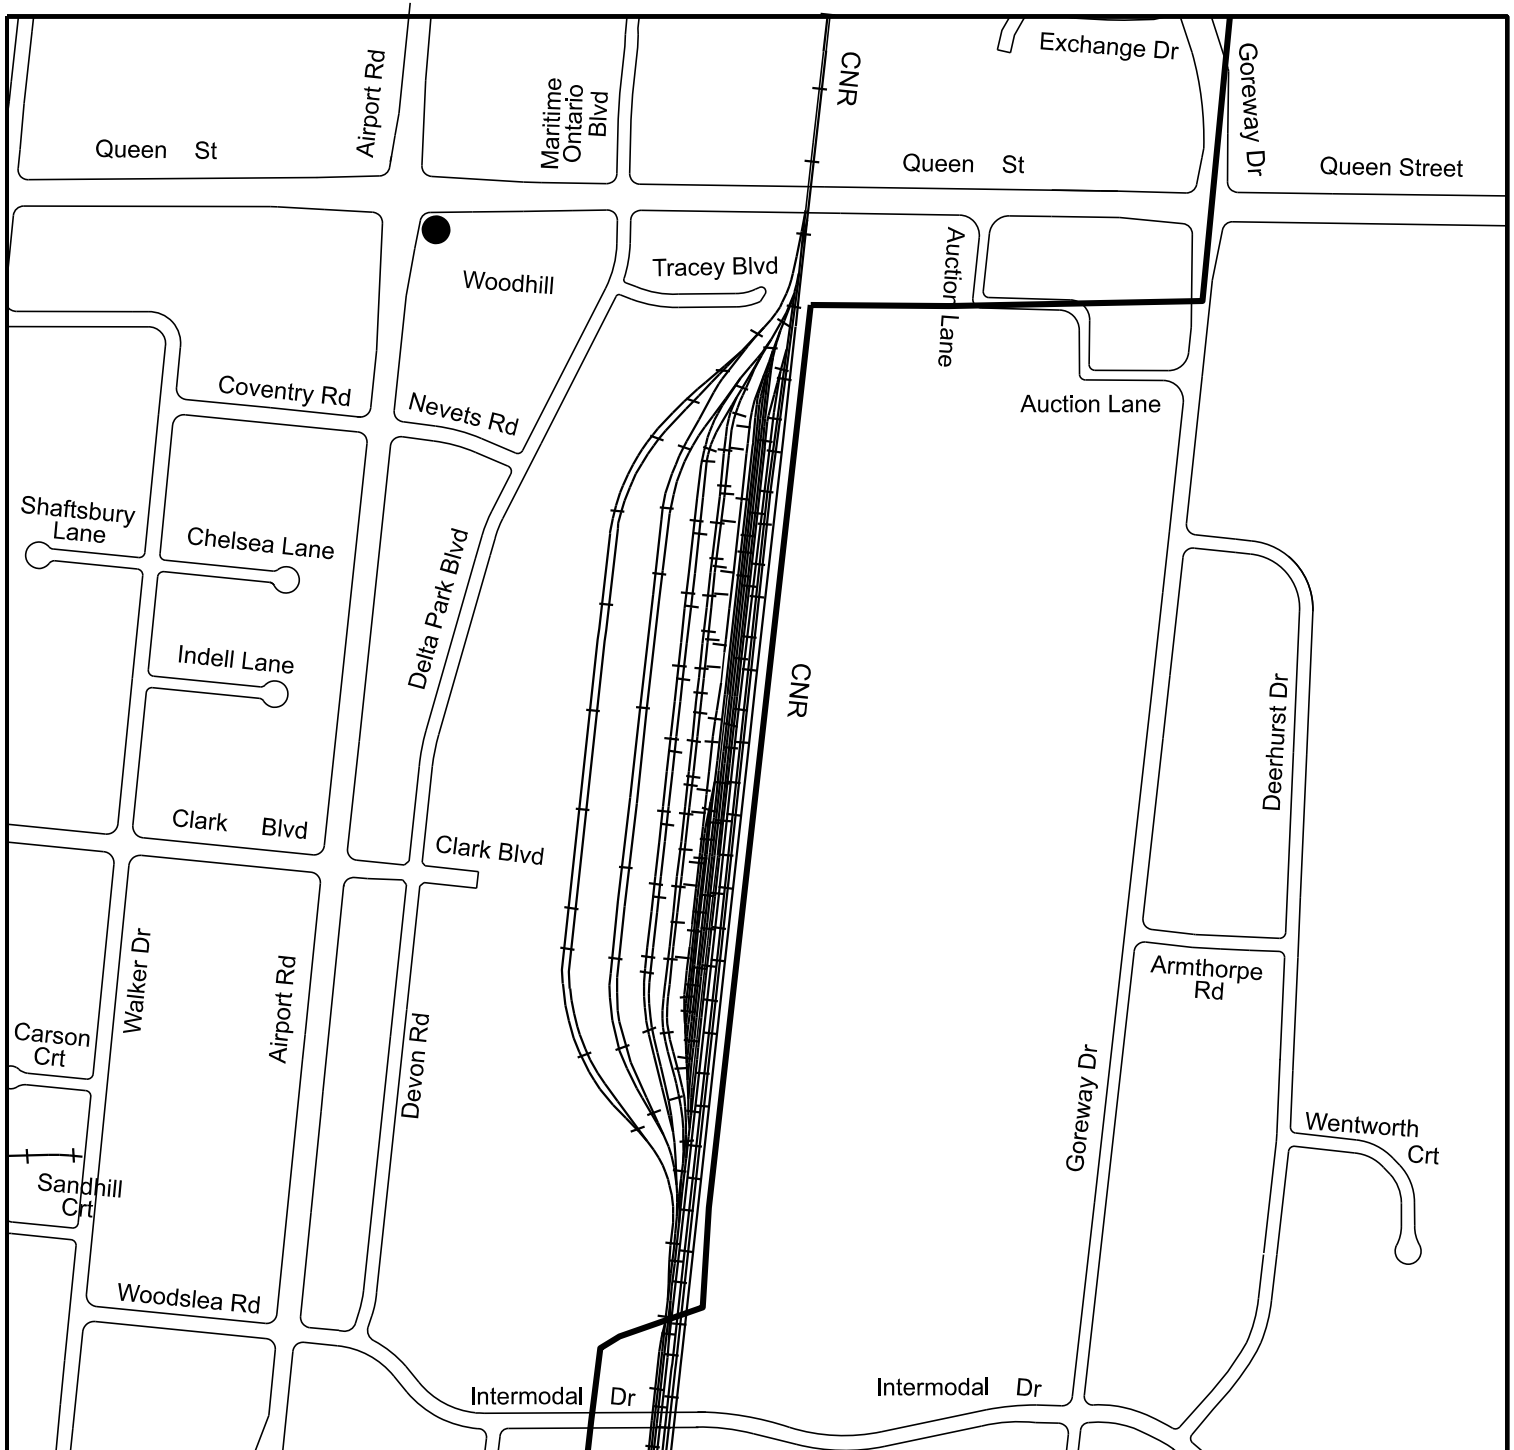 Exchange Dr
CNR
Goreway Dr
Airport Rd
Maritime
Ontario
Blvd
Queen St
Queen St
Queen Street
Woodhill
Tracey Blvd
Auction Lane
Coventry Rd
Nevets Rd
Auction Lane
Shaftsbury
Lane
Chelsea Lane
Delta Park Blvd
Indell Lane
CNR
Deerhurst Dr
Clark Blvd
Clark Blvd
Walker Dr
Airport Rd
Armthorpe
Rd
Carson
Crt
Devon Rd
Goreway Dr
Wentworth
Crt
Sandhill
Crt
Woodslea Rd
Intermodal Dr
Intermodal Dr